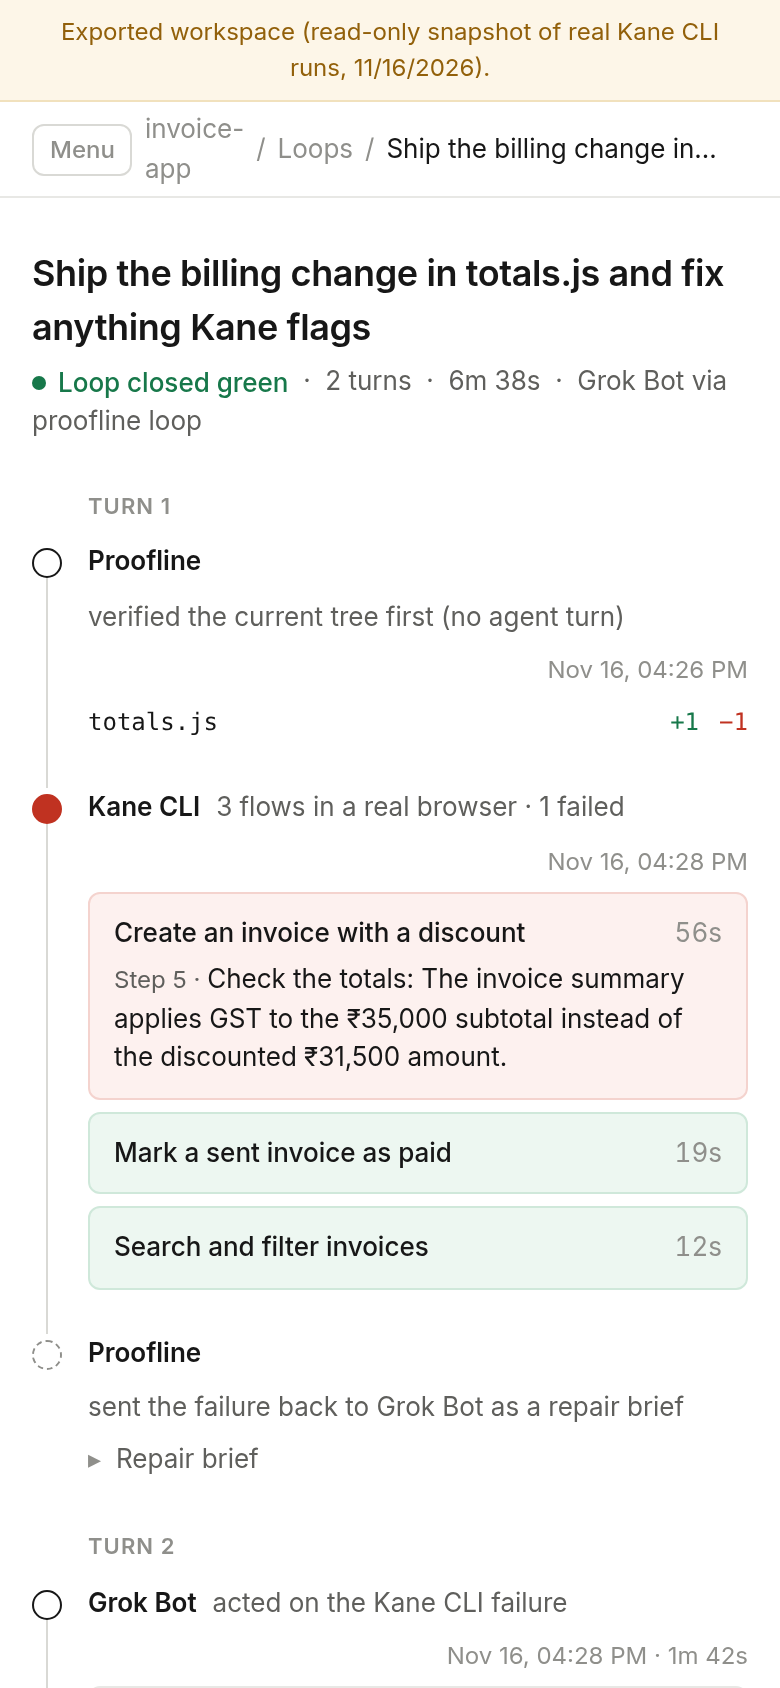 Exported workspace (read-only snapshot of real Kane CLI
runs, 11/16/2026).
Menu
invoice-
app
/ Loops / Ship the billing change in...
Ship the billing change in totals.js and fix
anything Kane flags
Loop closed green · 2 turns · 6m 38s · Grok Bot via
proofline loop
TURN 1
Proofline
verified the current tree first (no agent turn)
Nov 16, 04:26 PM
totals.js +1 −1
Kane CLI 3 flows in a real browser · 1 failed
Nov 16, 04:28 PM
Create an invoice with a discount 56s
Step 5 · Check the totals: The invoice summary
applies GST to the ₹35,000 subtotal instead of
the discounted ₹31,500 amount.
Mark a sent invoice as paid 19s
Search and filter invoices 12s
Proofline
sent the failure back to Grok Bot as a repair brief
▸ Repair brief
TURN 2
Grok Bot acted on the Kane CLI failure
Nov 16, 04:28 PM · 1m 42s